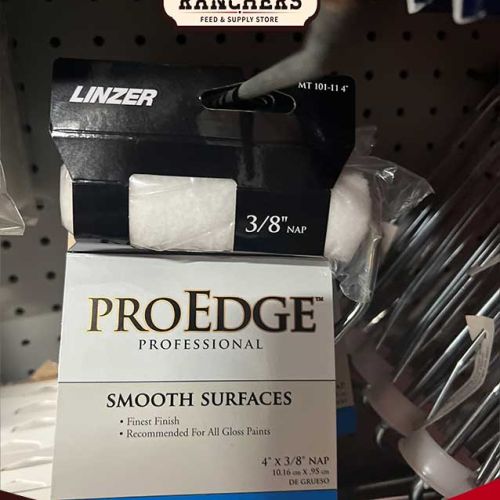 RANCHERS
FEED & SUPPLY STORE
LINZER
MT 101-11 4"
3/8" NAP
PROEDGE™
PROFESSIONAL
SMOOTH SURFACES
• Finest Finish
• Recommended For All Gloss Paints
4" X 3/8" NAP
10.16 cm X .95 cm
DE GRUESO